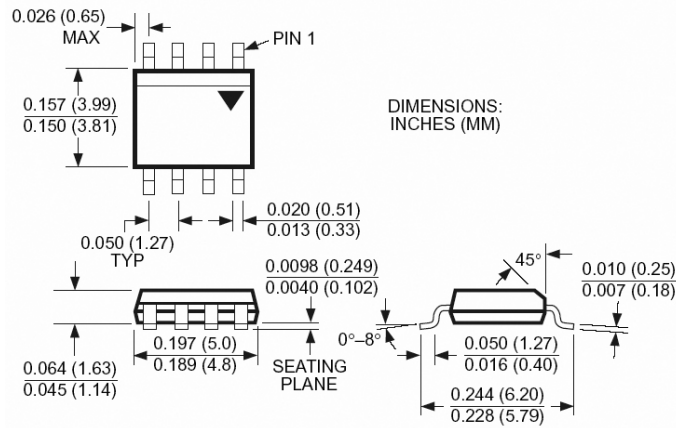 0.026 (0.65)
MAX
PIN 1
0.157 (3.99)
0.150 (3.81)
DIMENSIONS:
INCHES (MM)
0.020 (0.51)
0.013 (0.33)
0.050 (1.27)
TYP
0.0098 (0.249)
0.0040 (0.102)
45°
0.010 (0.25)
0.007 (0.18)
0°–8°
0.064 (1.63)
0.045 (1.14)
0.197 (5.0)
0.189 (4.8)
SEATING
PLANE
0.050 (1.27)
0.016 (0.40)
0.244 (6.20)
0.228 (5.79)